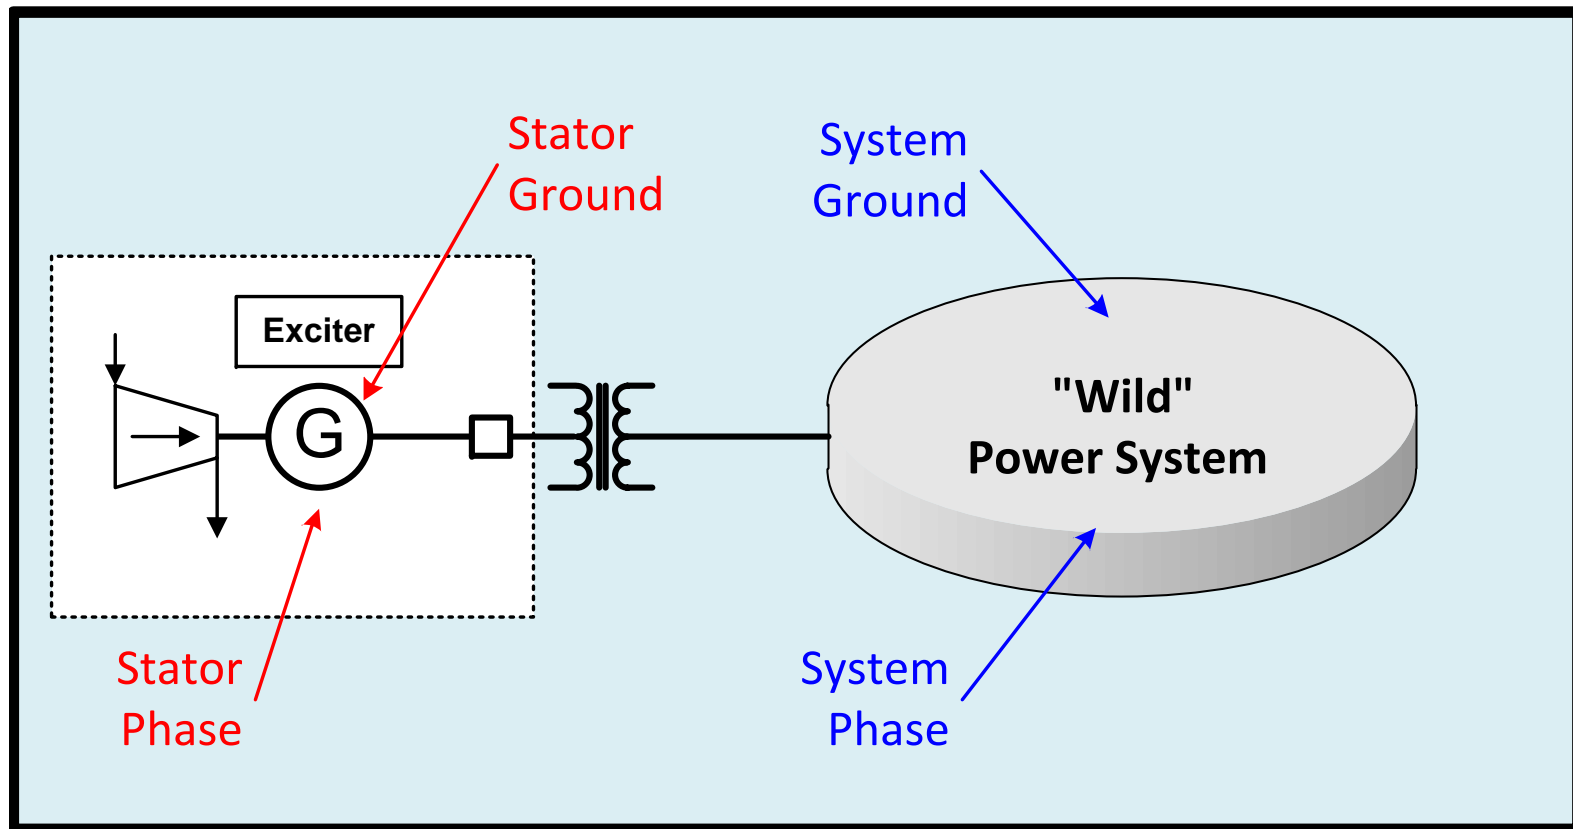 Stator
Ground
System
Ground
Exciter
G
"Wild"
Power System
Stator
Phase
System
Phase